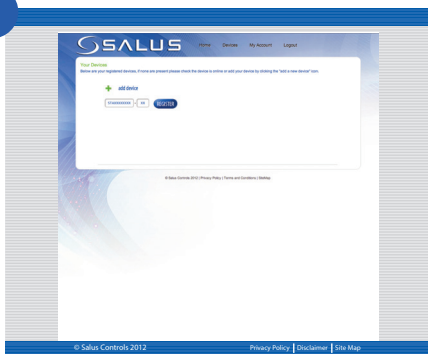 SALUS
Home Devices My Account Logout
Your Devices
Below are your registered devices, if none are present please check the device is online or add your device by clicking the "add a new device" icon.
add device
REGISTER
© Salus Controls 2012 | Privacy Policy | Terms and Conditions | SiteMap
© Salus Controls 2012 Privacy Policy | Disclaimer | Site Map